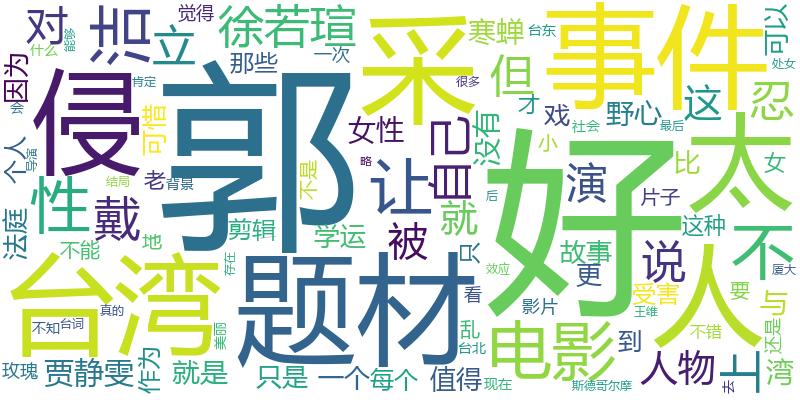 郭
好
台湾
题材
侵
采
事件
人
太
电影
洁
徐若瑄
立
对
因为
觉得
什么
能够
那些
一次
寒蝉
台东
可以
处女
但
才
戏
野心
这
忍
很多
社会
最后
小
会
肯定
可惜
女性
自己
没有
个人
导演
结局
老
背景
不是
略
让
演
比
女
片子
性
戴
被
就
后
不
法庭
不能
地
剪辑
学运
只
故事
说
这种
更
效应
受害
厦大
存在
看
影片
王维
要
与
不知
台词
真的
美丽
乱
台北
到
不错
还是
玫瑰
贾静雯
作为
就是
只是
一个
每个
值得
现在
斯德哥尔摩
人物
去
上
湾